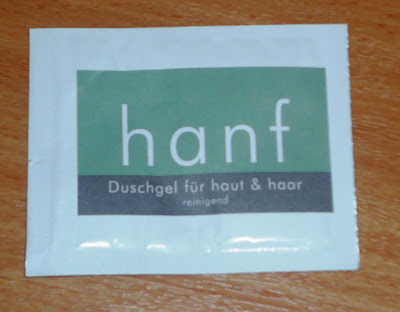 hanf
Duschgel für haut & haar
reinigend